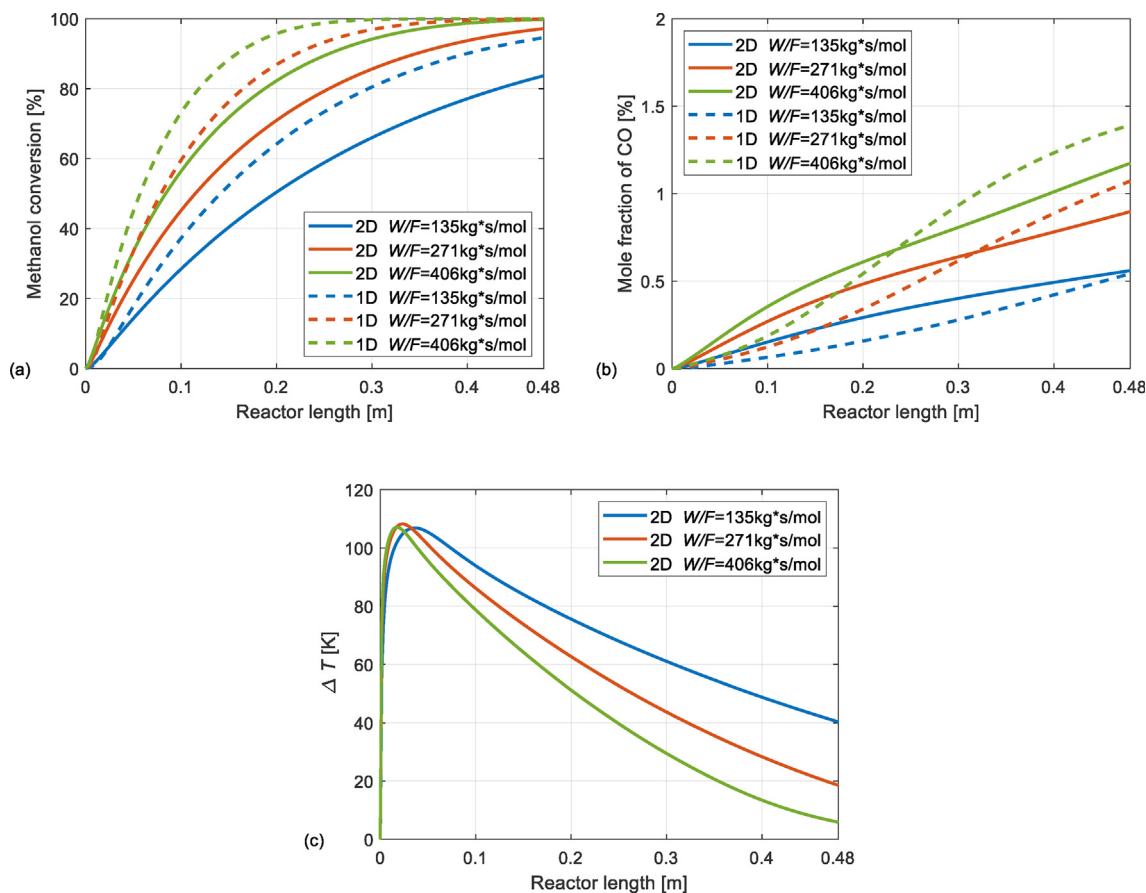 100
80
60
40
20
0
Methanol conversion [%]
2D W/F=135kg*s/mol
2D W/F=271kg*s/mol
2D W/F=406kg*s/mol
1D W/F=135kg*s/mol
1D W/F=271kg*s/mol
1D W/F=406kg*s/mol
0 0.1 0.2 0.3 0.4 0.48
Reactor length [m]
(a)
2
1.5
1
0.5
0
Mole fraction of CO [%]
2D W/F=135kg*s/mol
2D W/F=271kg*s/mol
2D W/F=406kg*s/mol
1D W/F=135kg*s/mol
1D W/F=271kg*s/mol
1D W/F=406kg*s/mol
0 0.1 0.2 0.3 0.4 0.48
Reactor length [m]
(b)
120
100
80
60
40
20
0
Δ T [K]
2D W/F=135kg*s/mol
2D W/F=271kg*s/mol
2D W/F=406kg*s/mol
0 0.1 0.2 0.3 0.4 0.48
Reactor length [m]
(c)